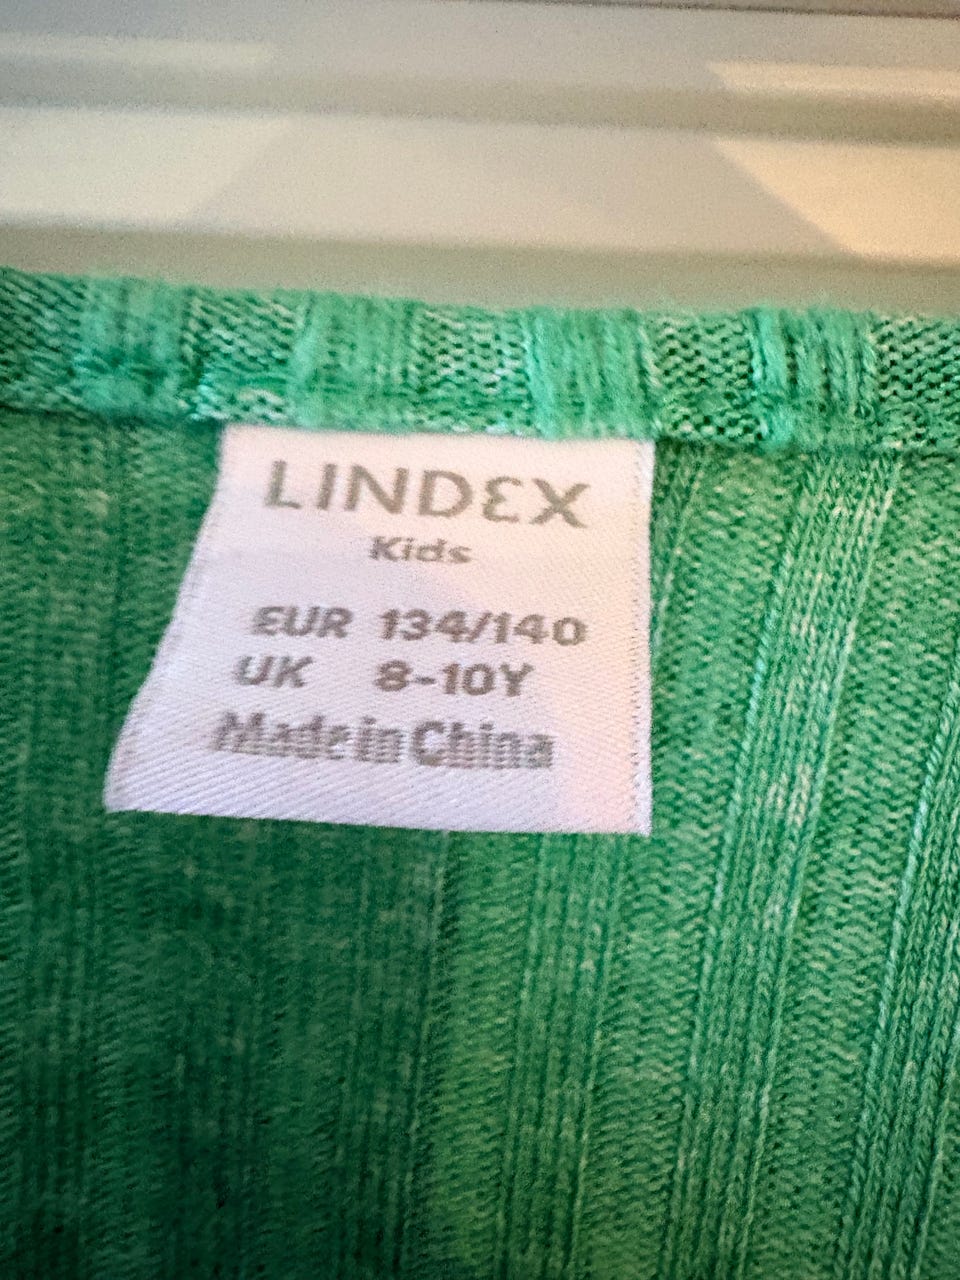 LINDEX
Kids
EUR 134/140
UK 8-10Y
Made in China